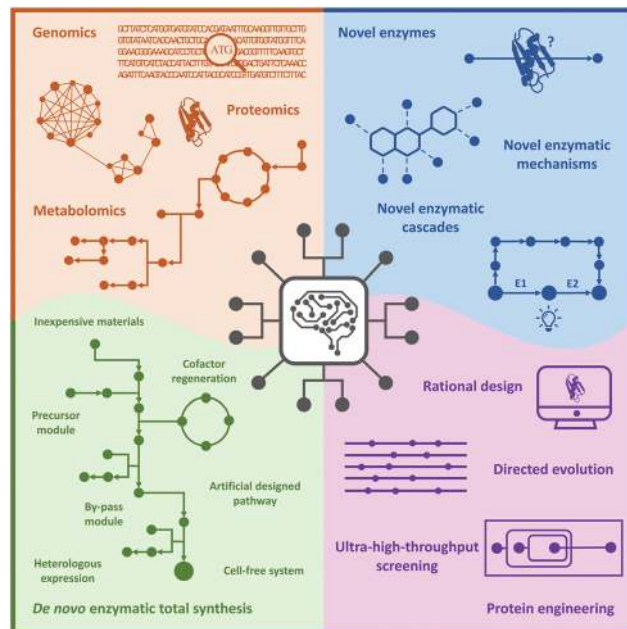 Genomics
ATG
Proteomics
Metabolomics
Novel enzymes
?
Novel enzymatic
mechanisms
Novel enzymatic
cascades
E1
E2
Inexpensive materials
Cofactor
regeneration
Precursor
module
Artificial designed
pathway
By-pass
module
Heterologous
expression
Cell-free system
De novo enzymatic total synthesis
Rational design
Directed evolution
Ultra-high-throughput
screening
Protein engineering